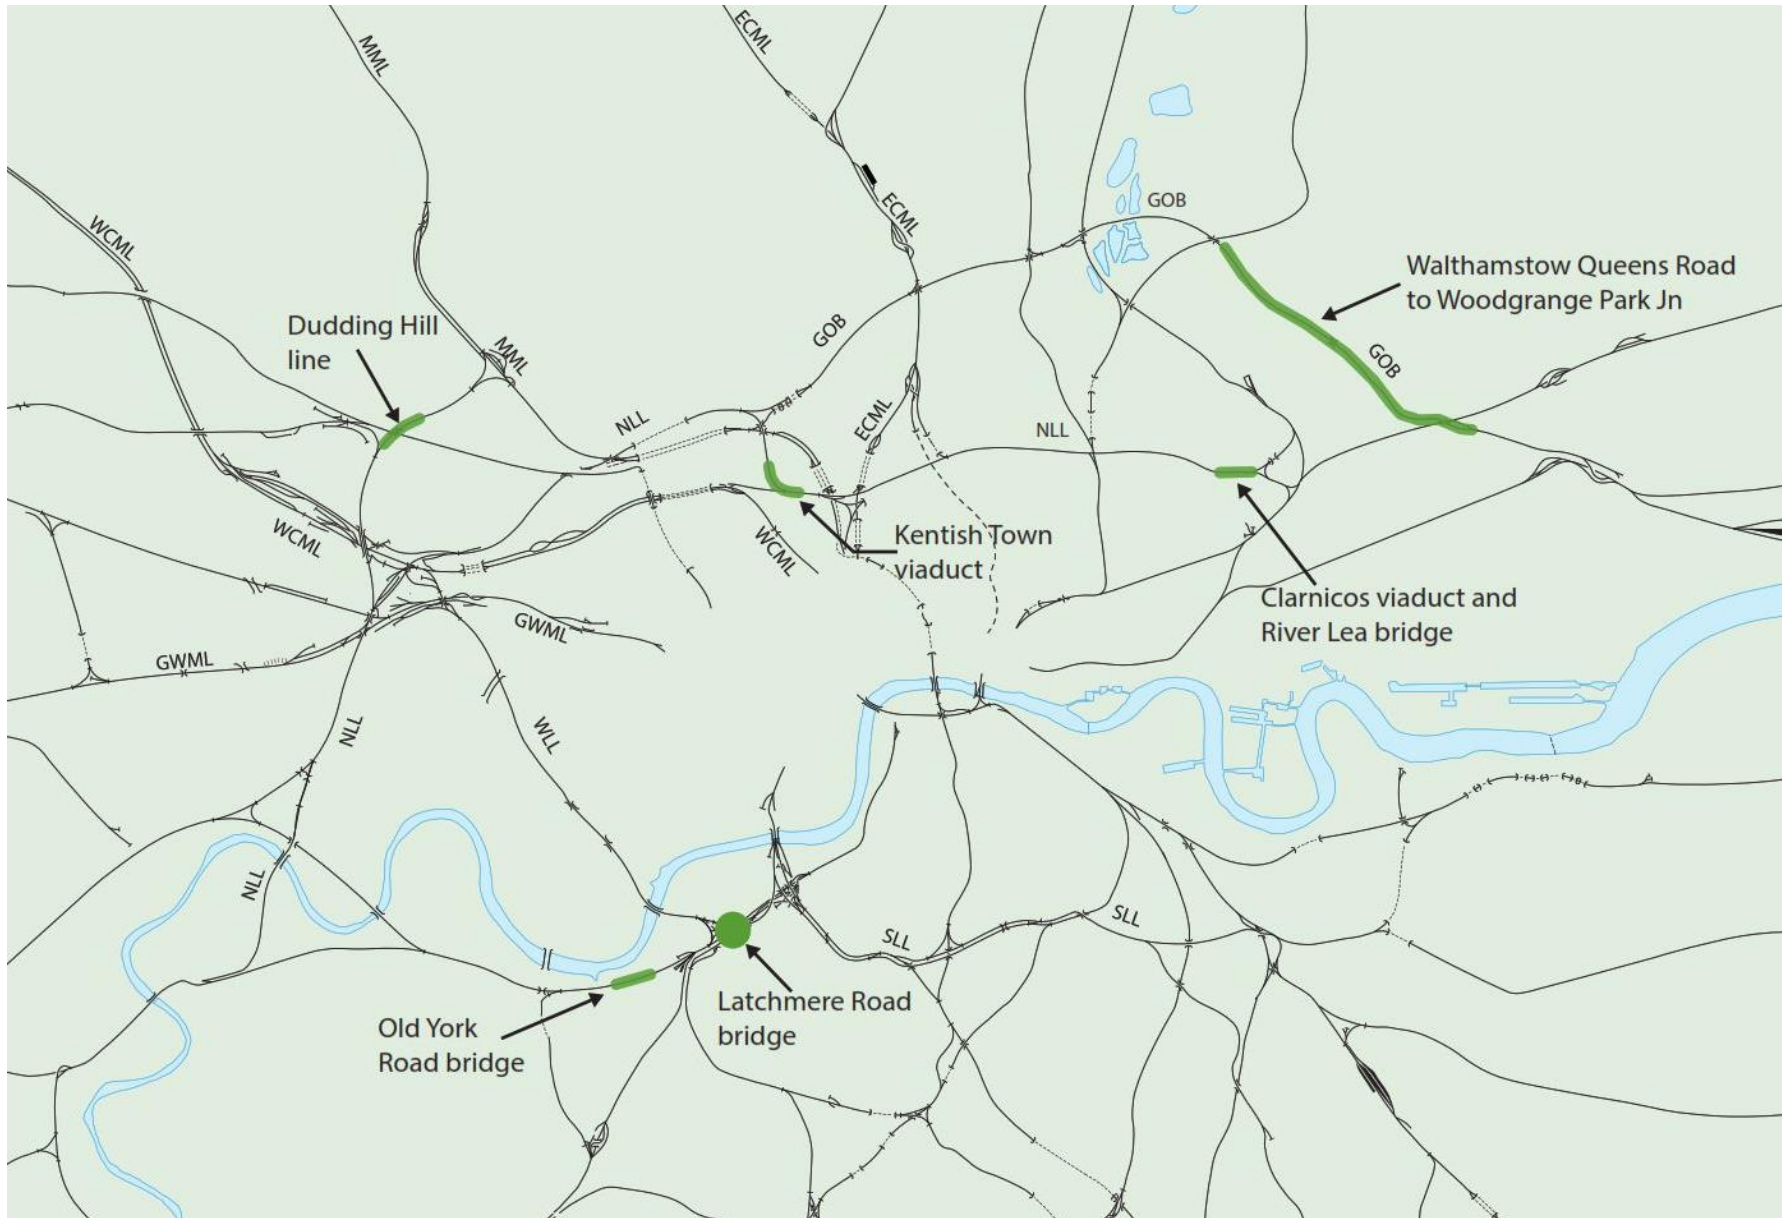 MML
ECML
ECML
WCML
GOB
Walthamstow Queens Road
to Woodgrange Park Jn
Dudding Hill
line
MML
GOB
GOB
NLL
ECML
NLL
WCML
WCML
Kentish Town
viaduct
Clarnicos viaduct and
River Lea bridge
GWML
GWML
NLL
WLL
NLL
SLL
SLL
Old York
Road bridge
Latchmere Road
bridge